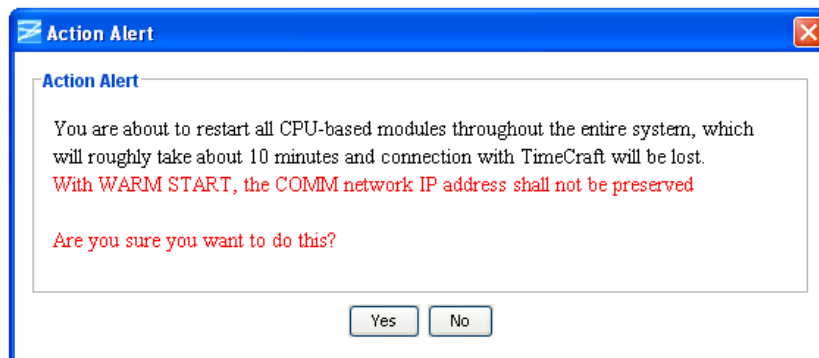 Action Alert
Action Alert
You are about to restart all CPU-based modules throughout the entire system, which
will roughly take about 10 minutes and connection with TimeCraft will be lost.
With WARM START, the COMM network IP address shall not be preserved
Are you sure you want to do this?
Yes No